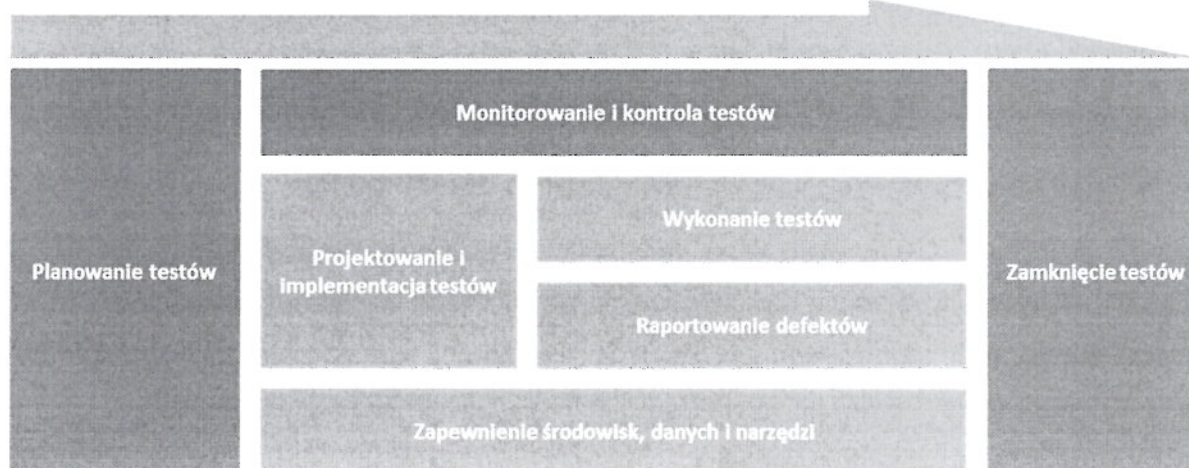 Monitorowanie i kontrola testów
Planowanie testów
Projektowanie i
implementacja testów
Wykonanie testów
Raportowanie defektów
Zapewnienie środowisk, danych i narzędzi
Zamknięcie testów